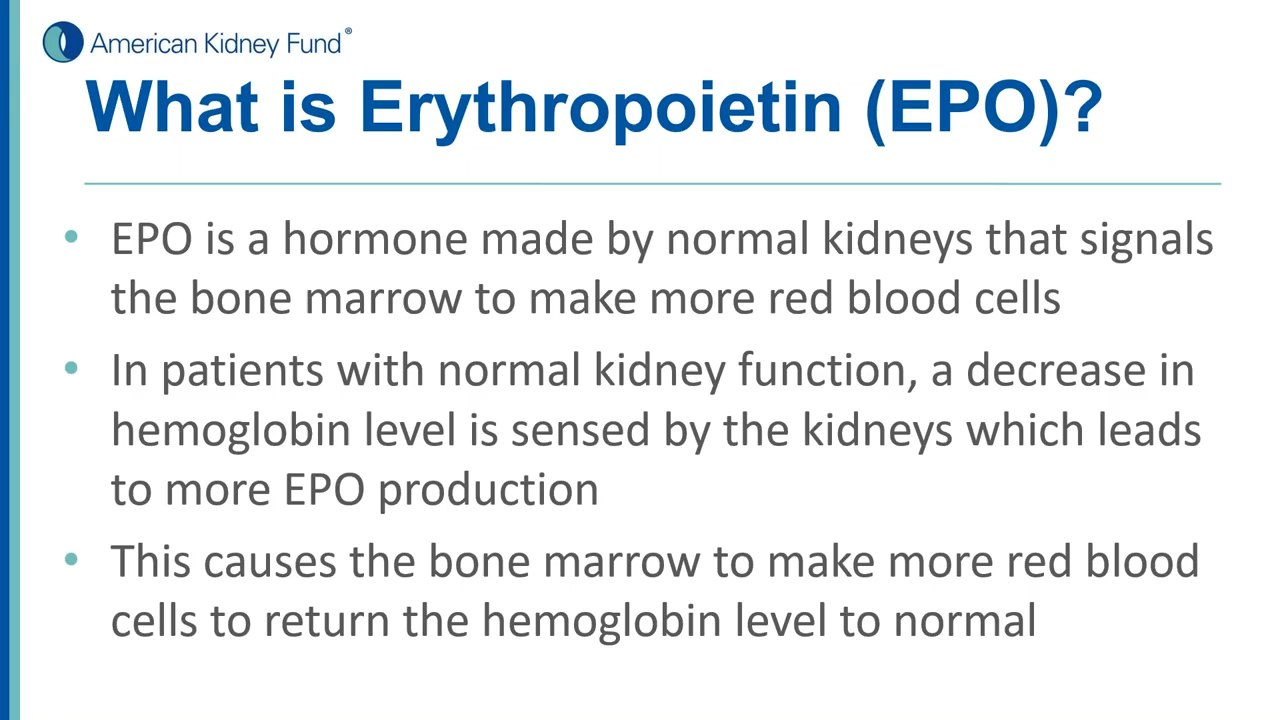 American Kidney Fund®
What is Erythropoietin (EPO)?
• EPO is a hormone made by normal kidneys that signals
the bone marrow to make more red blood cells
• In patients with normal kidney function, a decrease in
hemoglobin level is sensed by the kidneys which leads
to more EPO production
• This causes the bone marrow to make more red blood
cells to return the hemoglobin level to normal